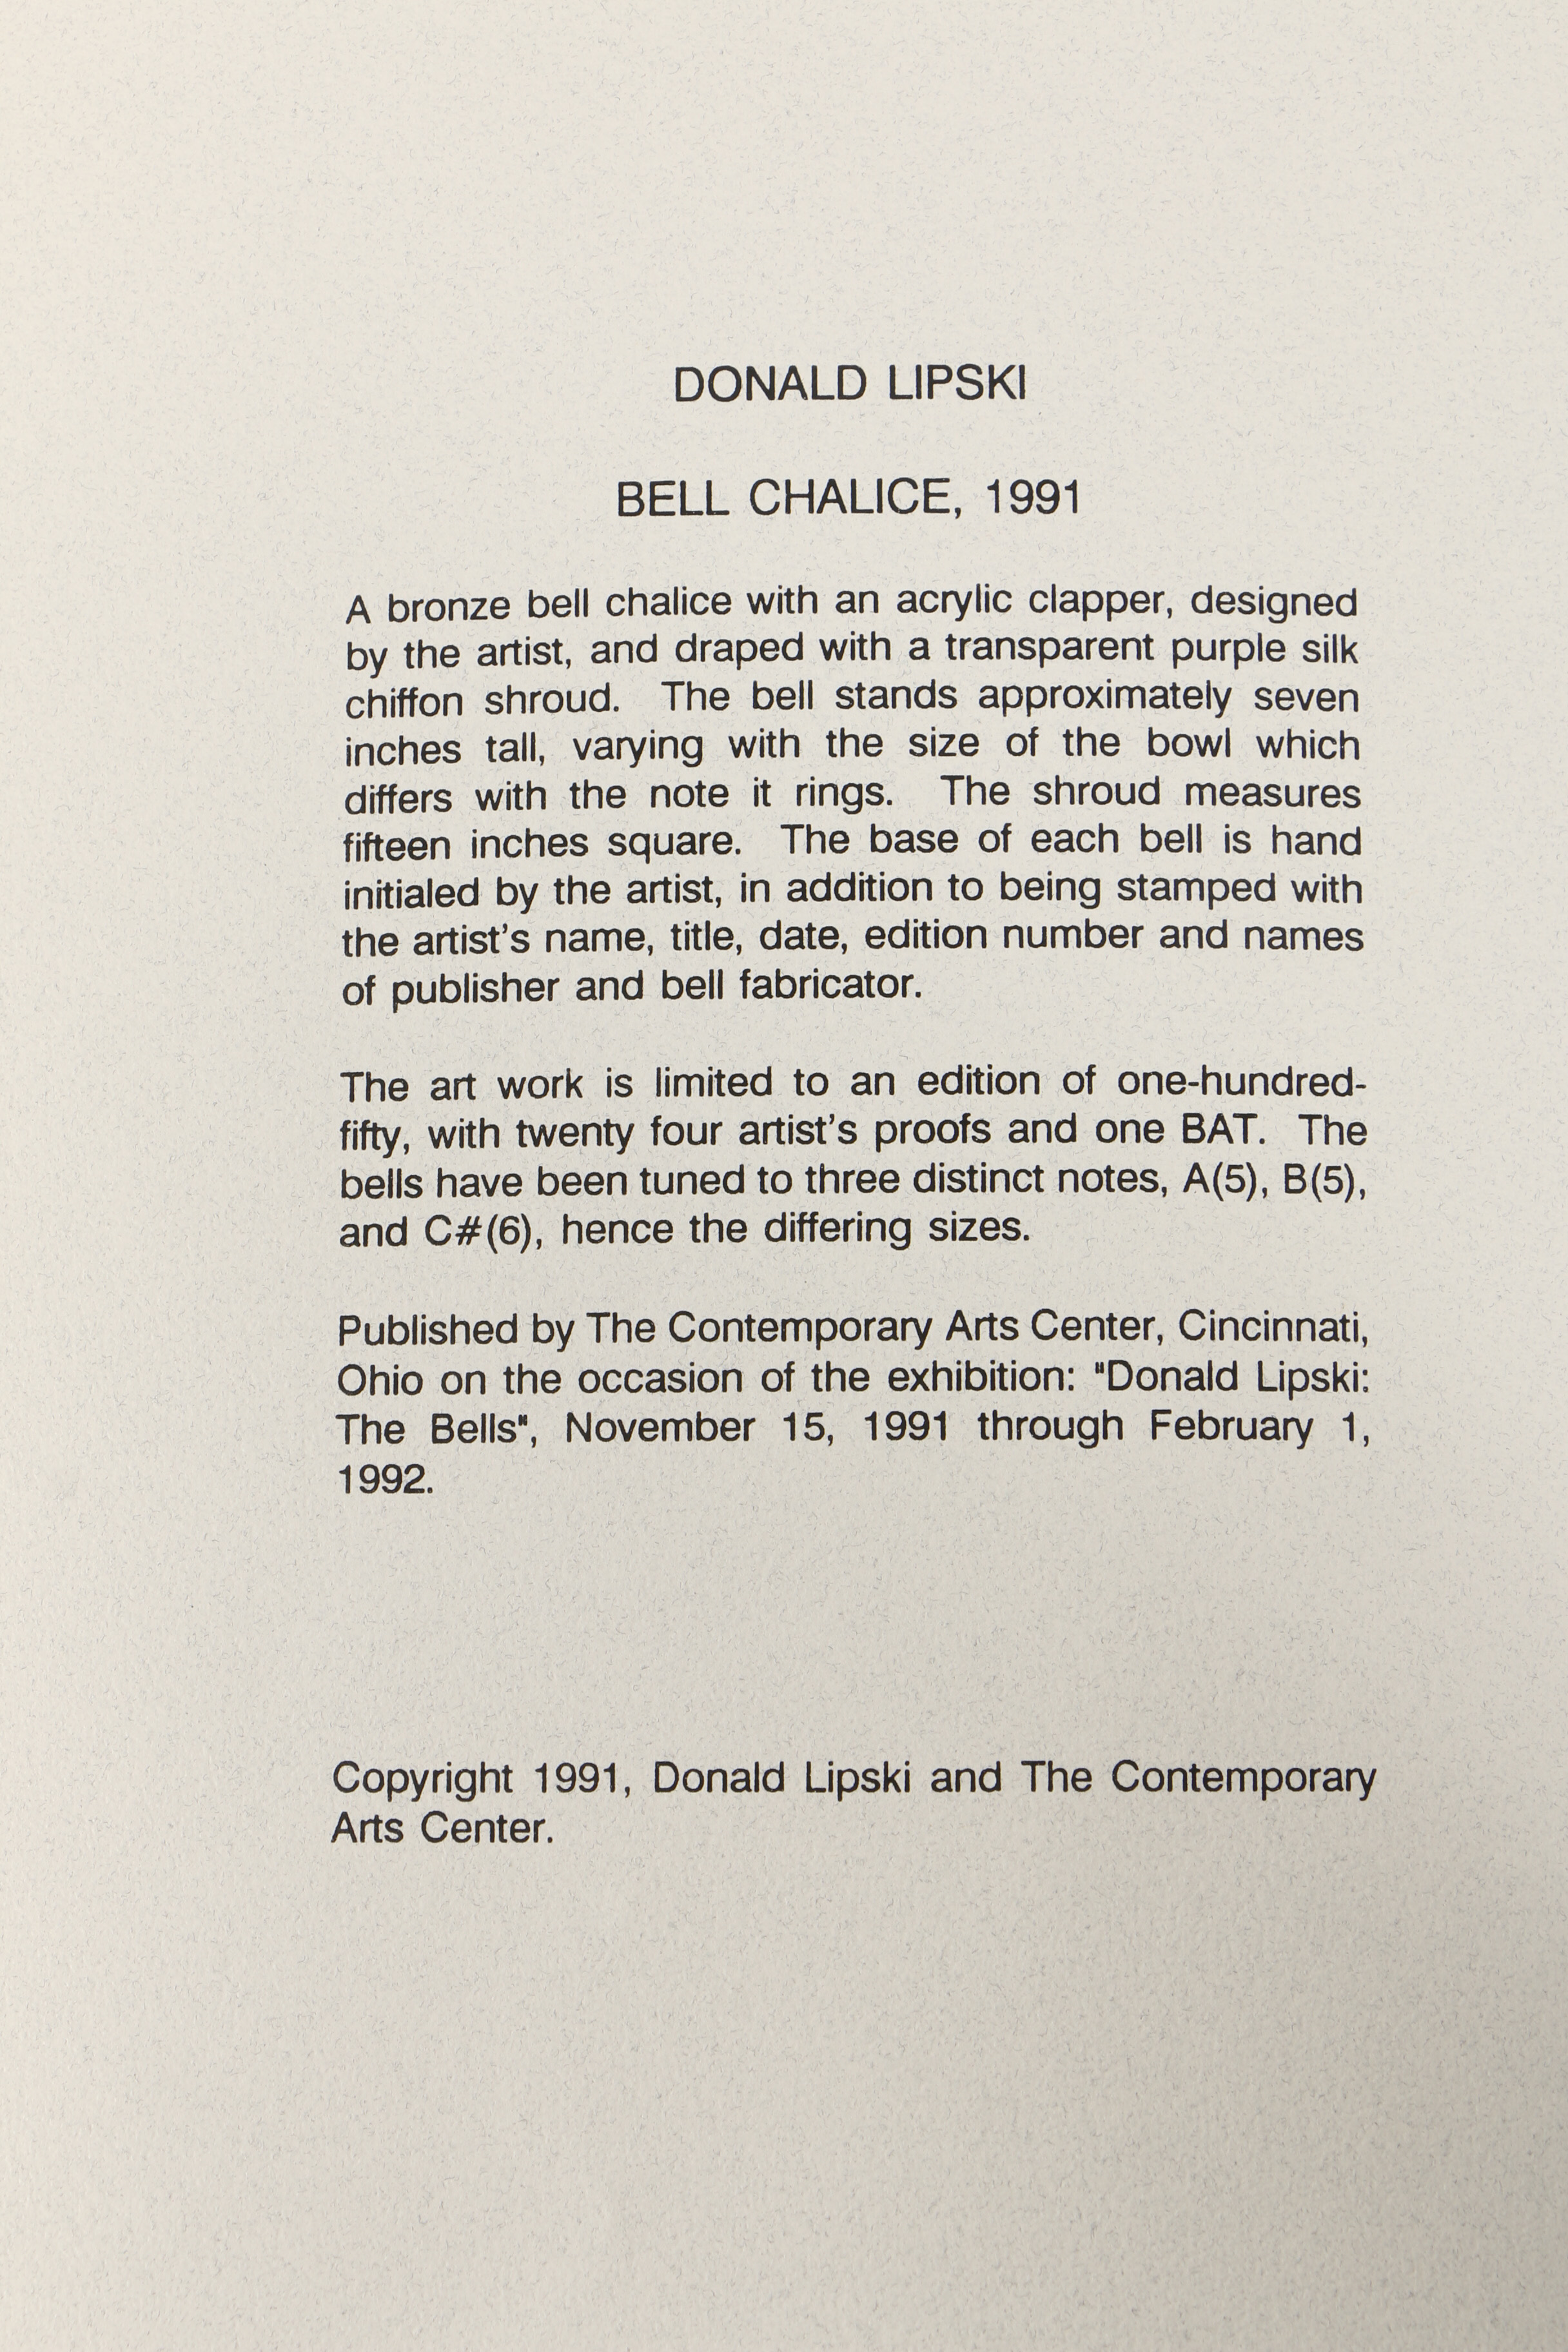 DONALD LIPSKI
BELL CHALICE, 1991
A bronze bell chalice with an acrylic clapper, designed
by the artist, and draped with a transparent purple silk
chiffon shroud. The bell stands approximately seven
inches tall, varying with the size of the bowl which
differs with the note it rings. The shroud measures
fifteen inches square. The base of each bell is hand
initialed by the artist, in addition to being stamped with
the artist's name, title, date, edition number and names
of publisher and bell fabricator.
The art work is limited to an edition of one-hundred-
fifty, with twenty four artist's proofs and one BAT. The
bells have been tuned to three distinct notes, A(5), B(5),
and C#(6), hence the differing sizes.
Published by The Contemporary Arts Center, Cincinnati,
Ohio on the occasion of the exhibition: "Donald Lipski:
The Bells", November 15, 1991 through February 1,
1992.
Copyright 1991, Donald Lipski and The Contemporary
Arts Center.